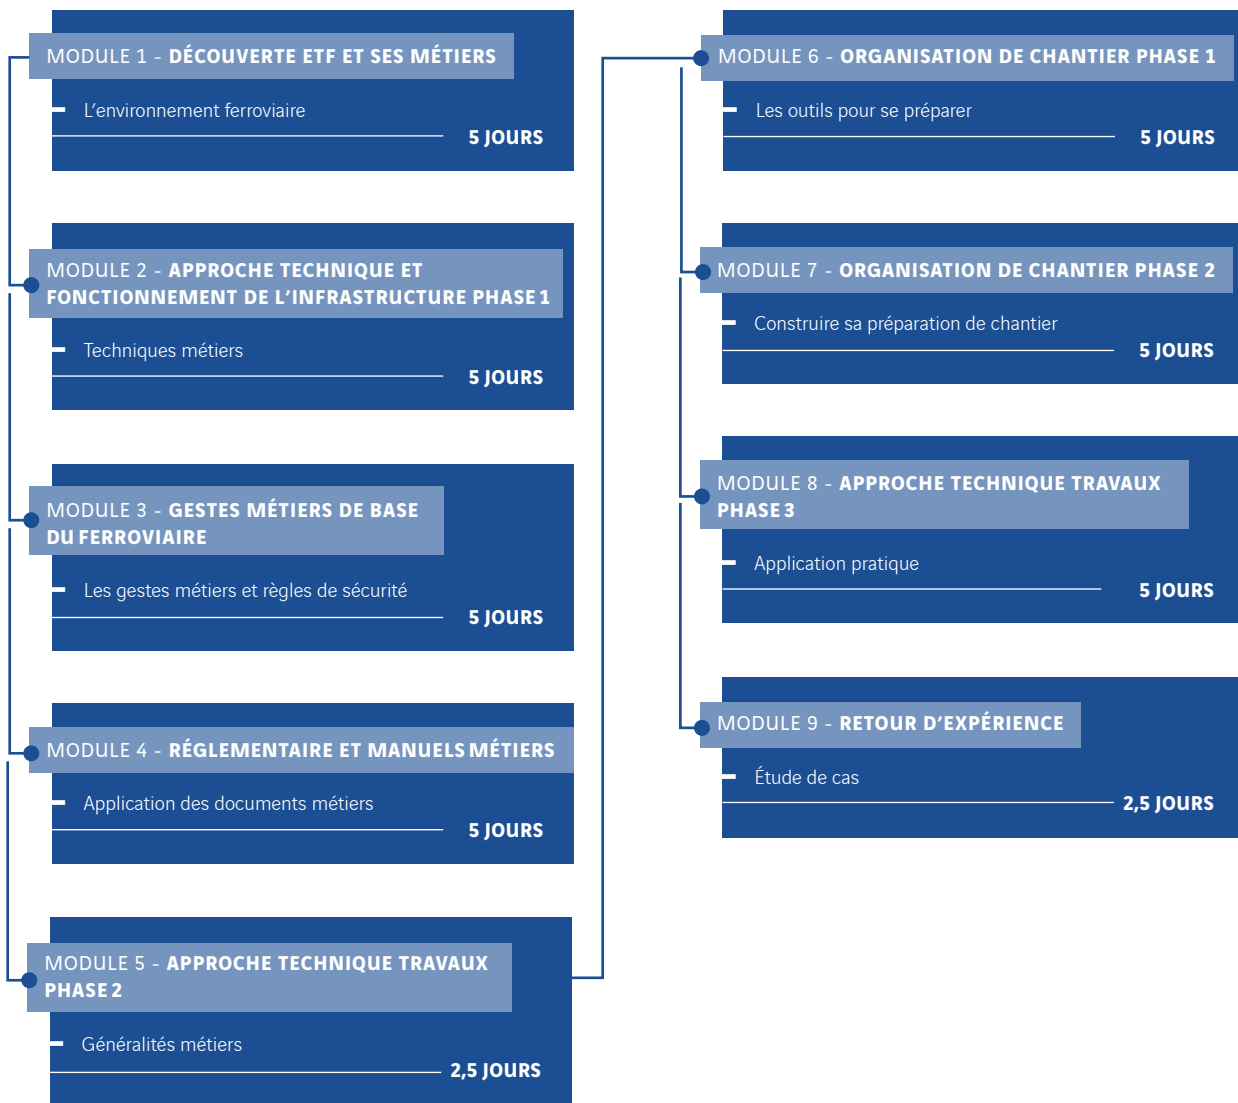 MODULE 1 - DÉCOUVERTE ETF ET SES MÉTIERS
L’environnement ferroviaire
5 JOURS
MODULE 2 - APPROCHE TECHNIQUE ET
FONCTIONNEMENT DE L’INFRASTRUCTURE PHASE 1
Techniques métiers
5 JOURS
MODULE 3 - GESTES MÉTIERS DE BASE
DU FERROVIAIRE
Les gestes métiers et règles de sécurité
5 JOURS
MODULE 4 - RÉGLEMENTAIRE ET MANUELS MÉTIERS
Application des documents métiers
5 JOURS
MODULE 5 - APPROCHE TECHNIQUE TRAVAUX
PHASE 2
Généralités métiers
2,5 JOURS
MODULE 6 - ORGANISATION DE CHANTIER PHASE 1
Les outils pour se préparer
5 JOURS
MODULE 7 - ORGANISATION DE CHANTIER PHASE 2
Construire sa préparation de chantier
5 JOURS
MODULE 8 - APPROCHE TECHNIQUE TRAVAUX
PHASE 3
Application pratique
5 JOURS
MODULE 9 - RETOUR D’EXPÉRIENCE
Étude de cas
2,5 JOURS